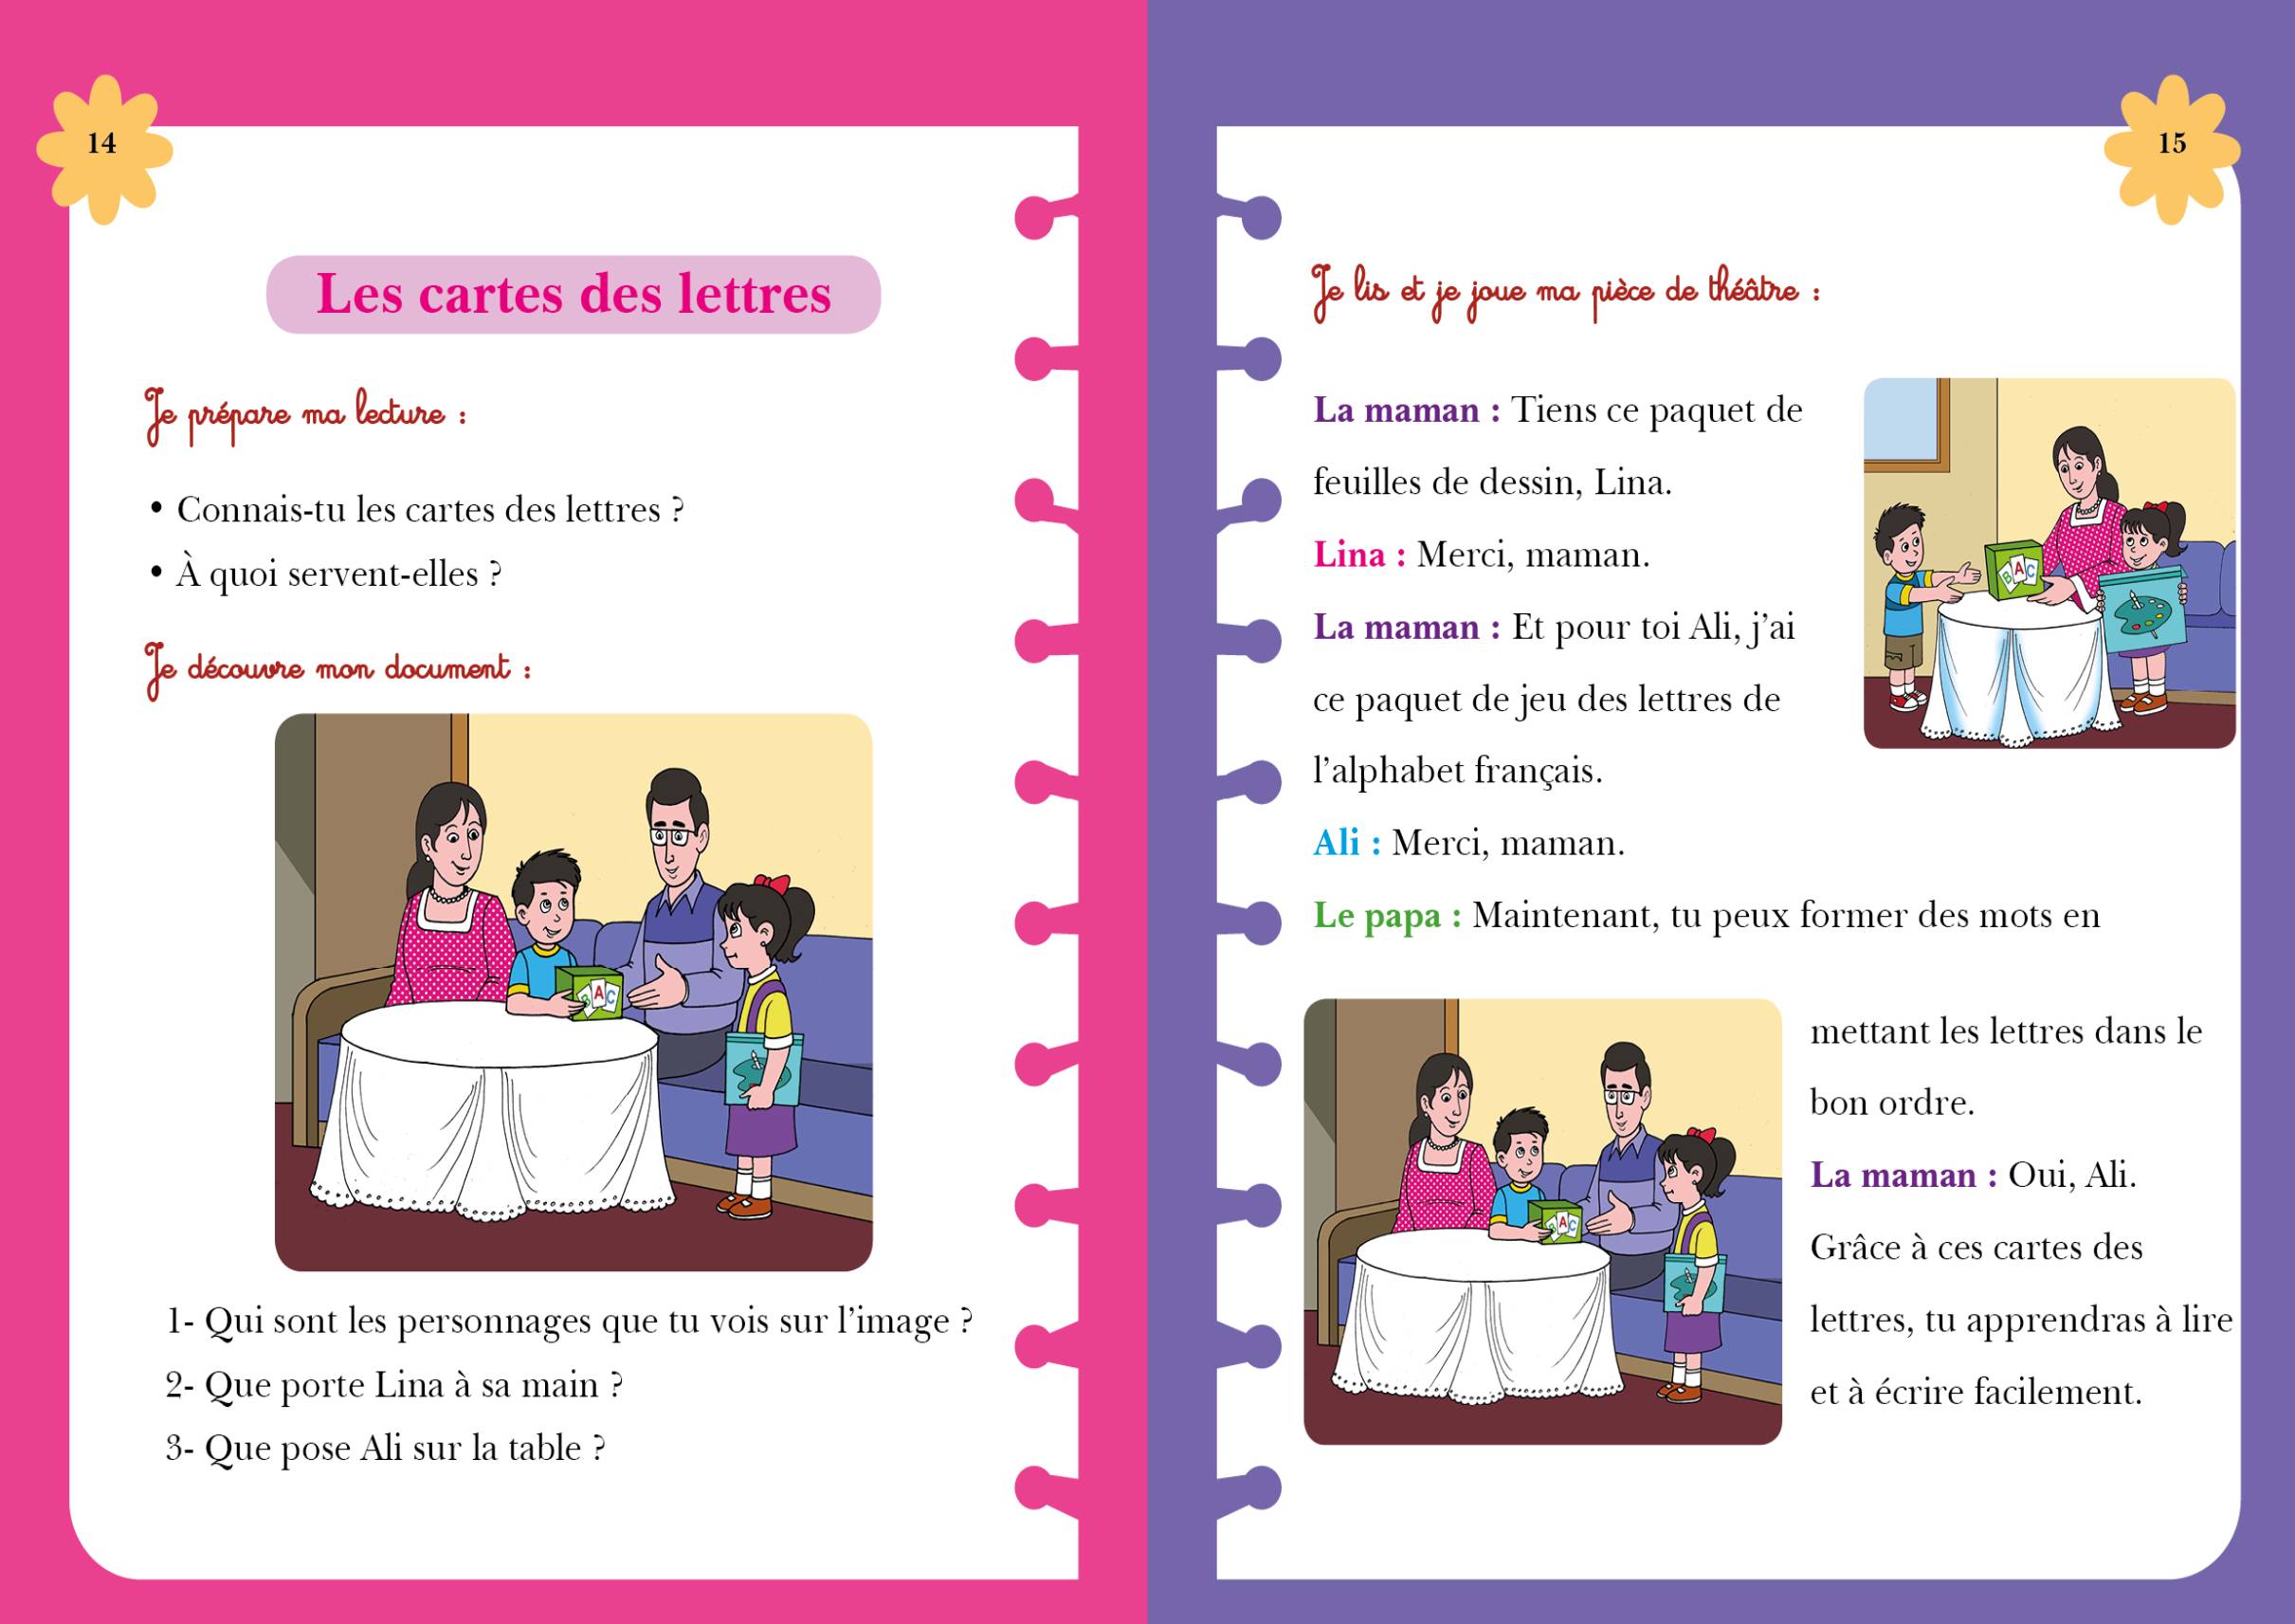 14
Les cartes des lettres
Je prépare ma lecture :
• Connais-tu les cartes des lettres ?
• À quoi servent-elles ?
Je découvre mon document :
BAC
1- Qui sont les personnages que tu vois sur l'image ?
2- Que porte Lina à sa main ?
3- Que pose Ali sur la table ?
15
Je lis et je joue ma pièce de théâtre :
La maman : Tiens ce paquet de
feuilles de dessin, Lina.
Lina : Merci, maman.
La maman : Et pour toi Ali, j'ai
ce paquet de jeu des lettres de
l'alphabet français.
BAC
Ali : Merci, maman.
Le papa : Maintenant, tu peux former des mots en
mettant les lettres dans le
bon ordre.
La maman : Oui, Ali.
Grâce à ces cartes des
lettres, tu apprendras à lire
et à écrire facilement.
BAC